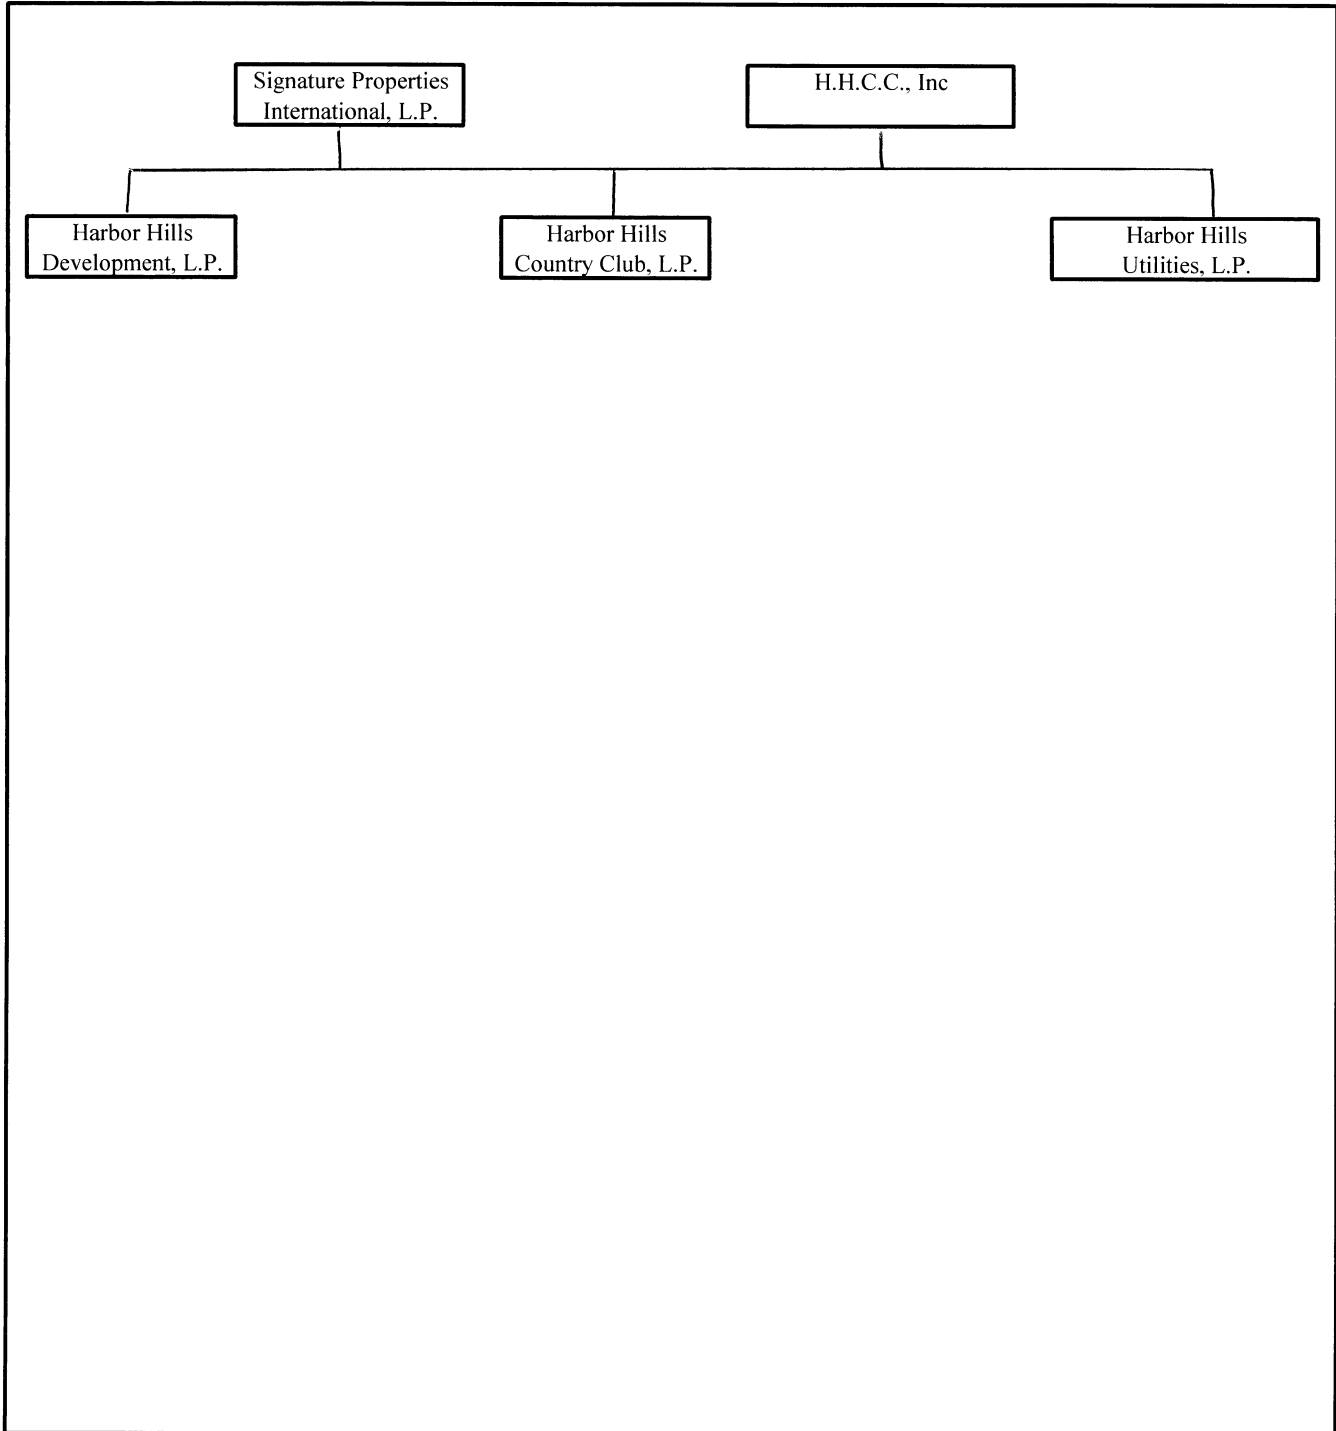 Signature Properties
International, L.P.
H.H.C.C., Inc
Harbor Hills
Development, L.P.
Harbor Hills
Country Club, L.P.
Harbor Hills
Utilities, L.P.